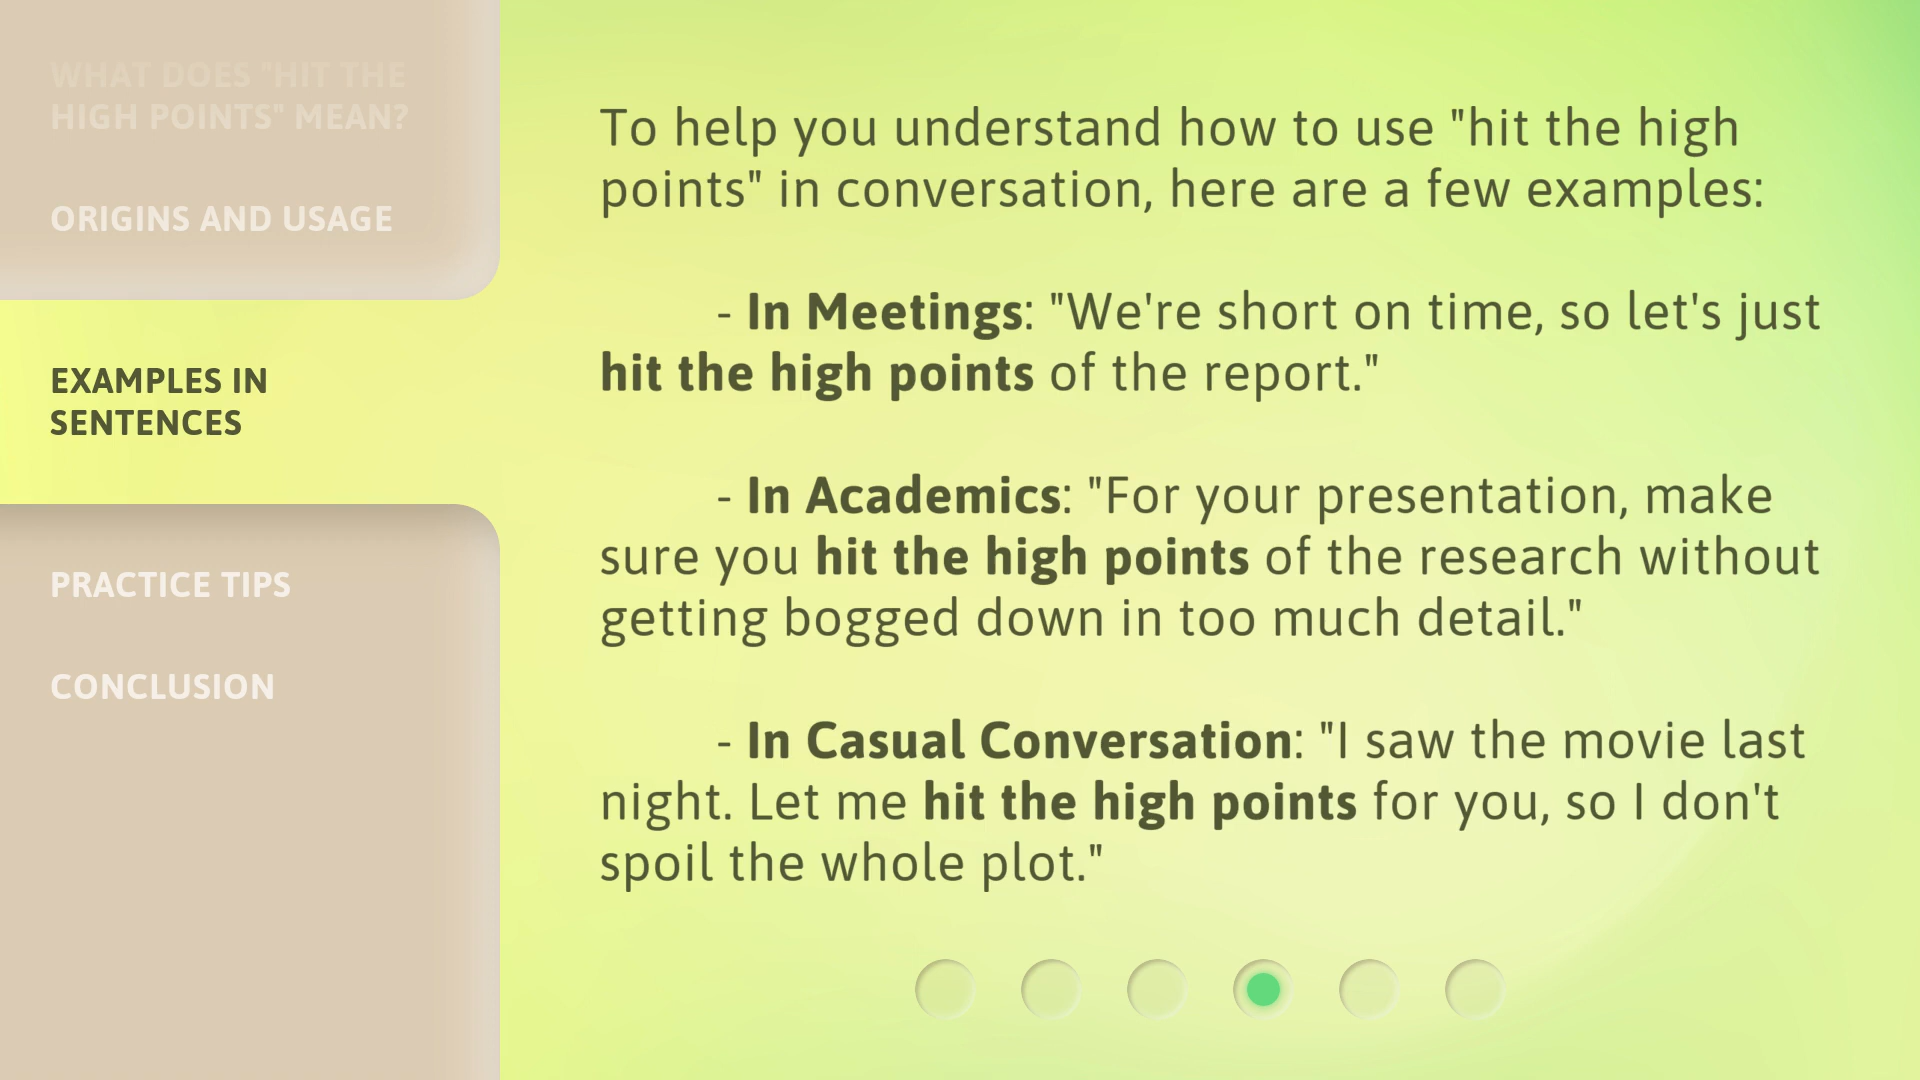 WHAT DOES "HIT THE
HIGH POINTS" MEAN?
ORIGINS AND USAGE
EXAMPLES IN
SENTENCES
PRACTICE TIPS
CONCLUSION
To help you understand how to use "hit the high
points" in conversation, here are a few examples:
- In Meetings: "We're short on time, so let's just
hit the high points of the report."
- In Academics: "For your presentation, make
sure you hit the high points of the research without
getting bogged down in too much detail."
- In Casual Conversation: "I saw the movie last
night. Let me hit the high points for you, so I don't
spoil the whole plot."